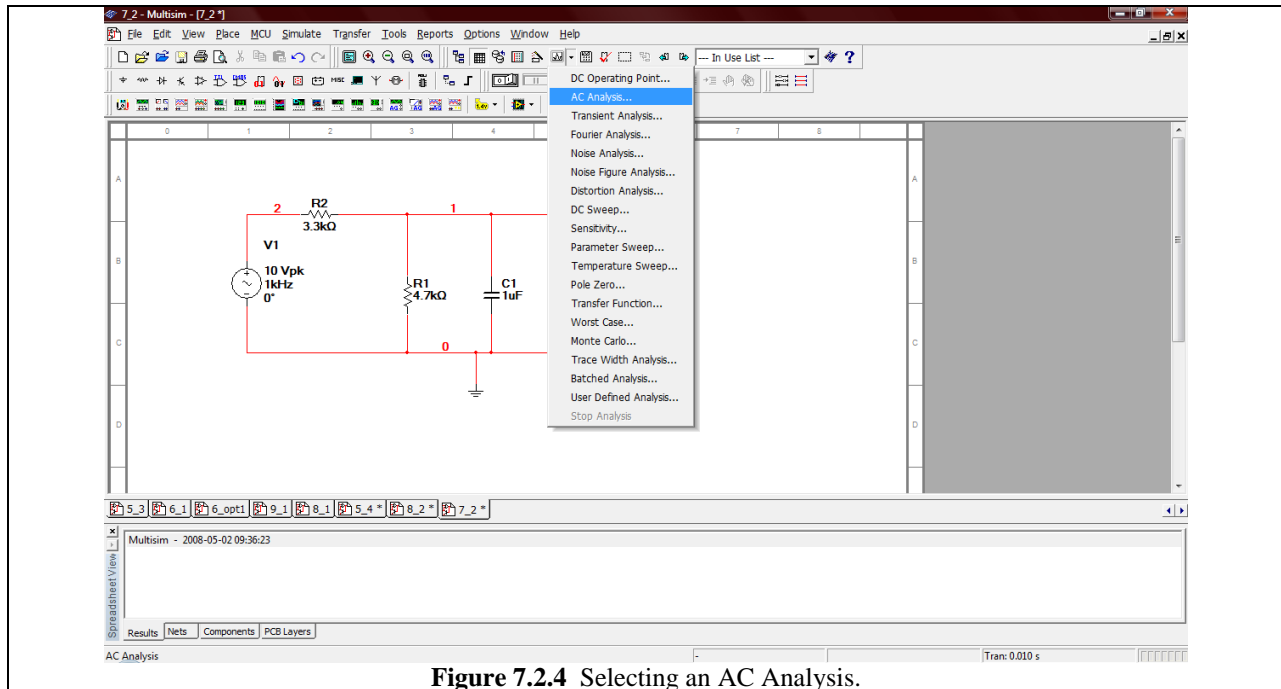 7_2 - Multisim - [7_2 *]
File Edit View Place MCU Simulate Transfer Tools Reports Options Window Help
--- In Use List ---
DC Operating Point...
AC Analysis...
Transient Analysis...
Fourier Analysis...
Noise Analysis...
Noise Figure Analysis...
Distortion Analysis...
DC Sweep...
Sensitivity...
Parameter Sweep...
Temperature Sweep...
Pole Zero...
Transfer Function...
Worst Case...
Monte Carlo...
Trace Width Analysis...
Batched Analysis...
User Defined Analysis...
Stop Analysis
0 1 2 3 4 7 8
A A
B B
C C
D D
2 R2 1
3.3kΩ
V1
10 Vpk
1kHz
0°
R1
4.7kΩ
C1
1uF
0
5_3 6_1 6_opt1 9_1 8_1 5_4 * 8_2 * 7_2 *
Multisim - 2008-05-02 09:36:23
Spreadsheet View
Results Nets Components PCB Layers
AC Analysis - Tran: 0.010 s
Figure 7.2.4 Selecting an AC Analysis.